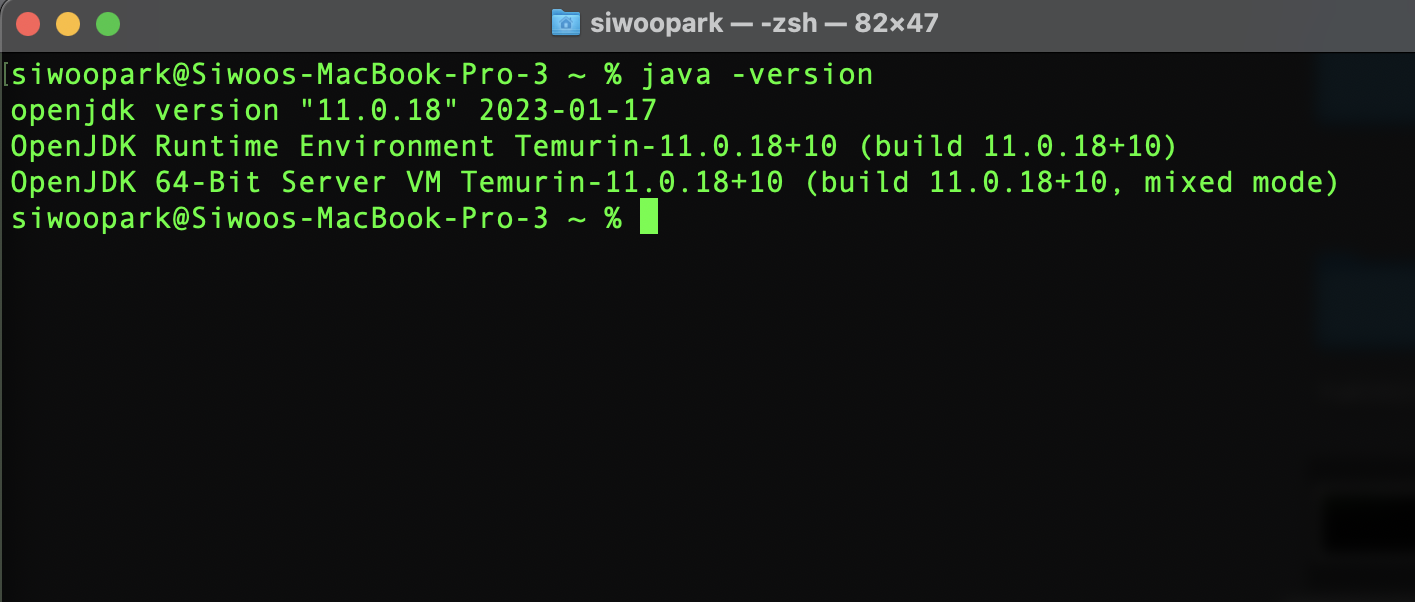 siwoopark — -zsh — 82×47
[siwoopark@Siwoos-MacBook-Pro-3 ~ % java -version
openjdk version "11.0.18" 2023-01-17
OpenJDK Runtime Environment Temurin-11.0.18+10 (build 11.0.18+10)
OpenJDK 64-Bit Server VM Temurin-11.0.18+10 (build 11.0.18+10, mixed mode)
siwoopark@Siwoos-MacBook-Pro-3 ~ %